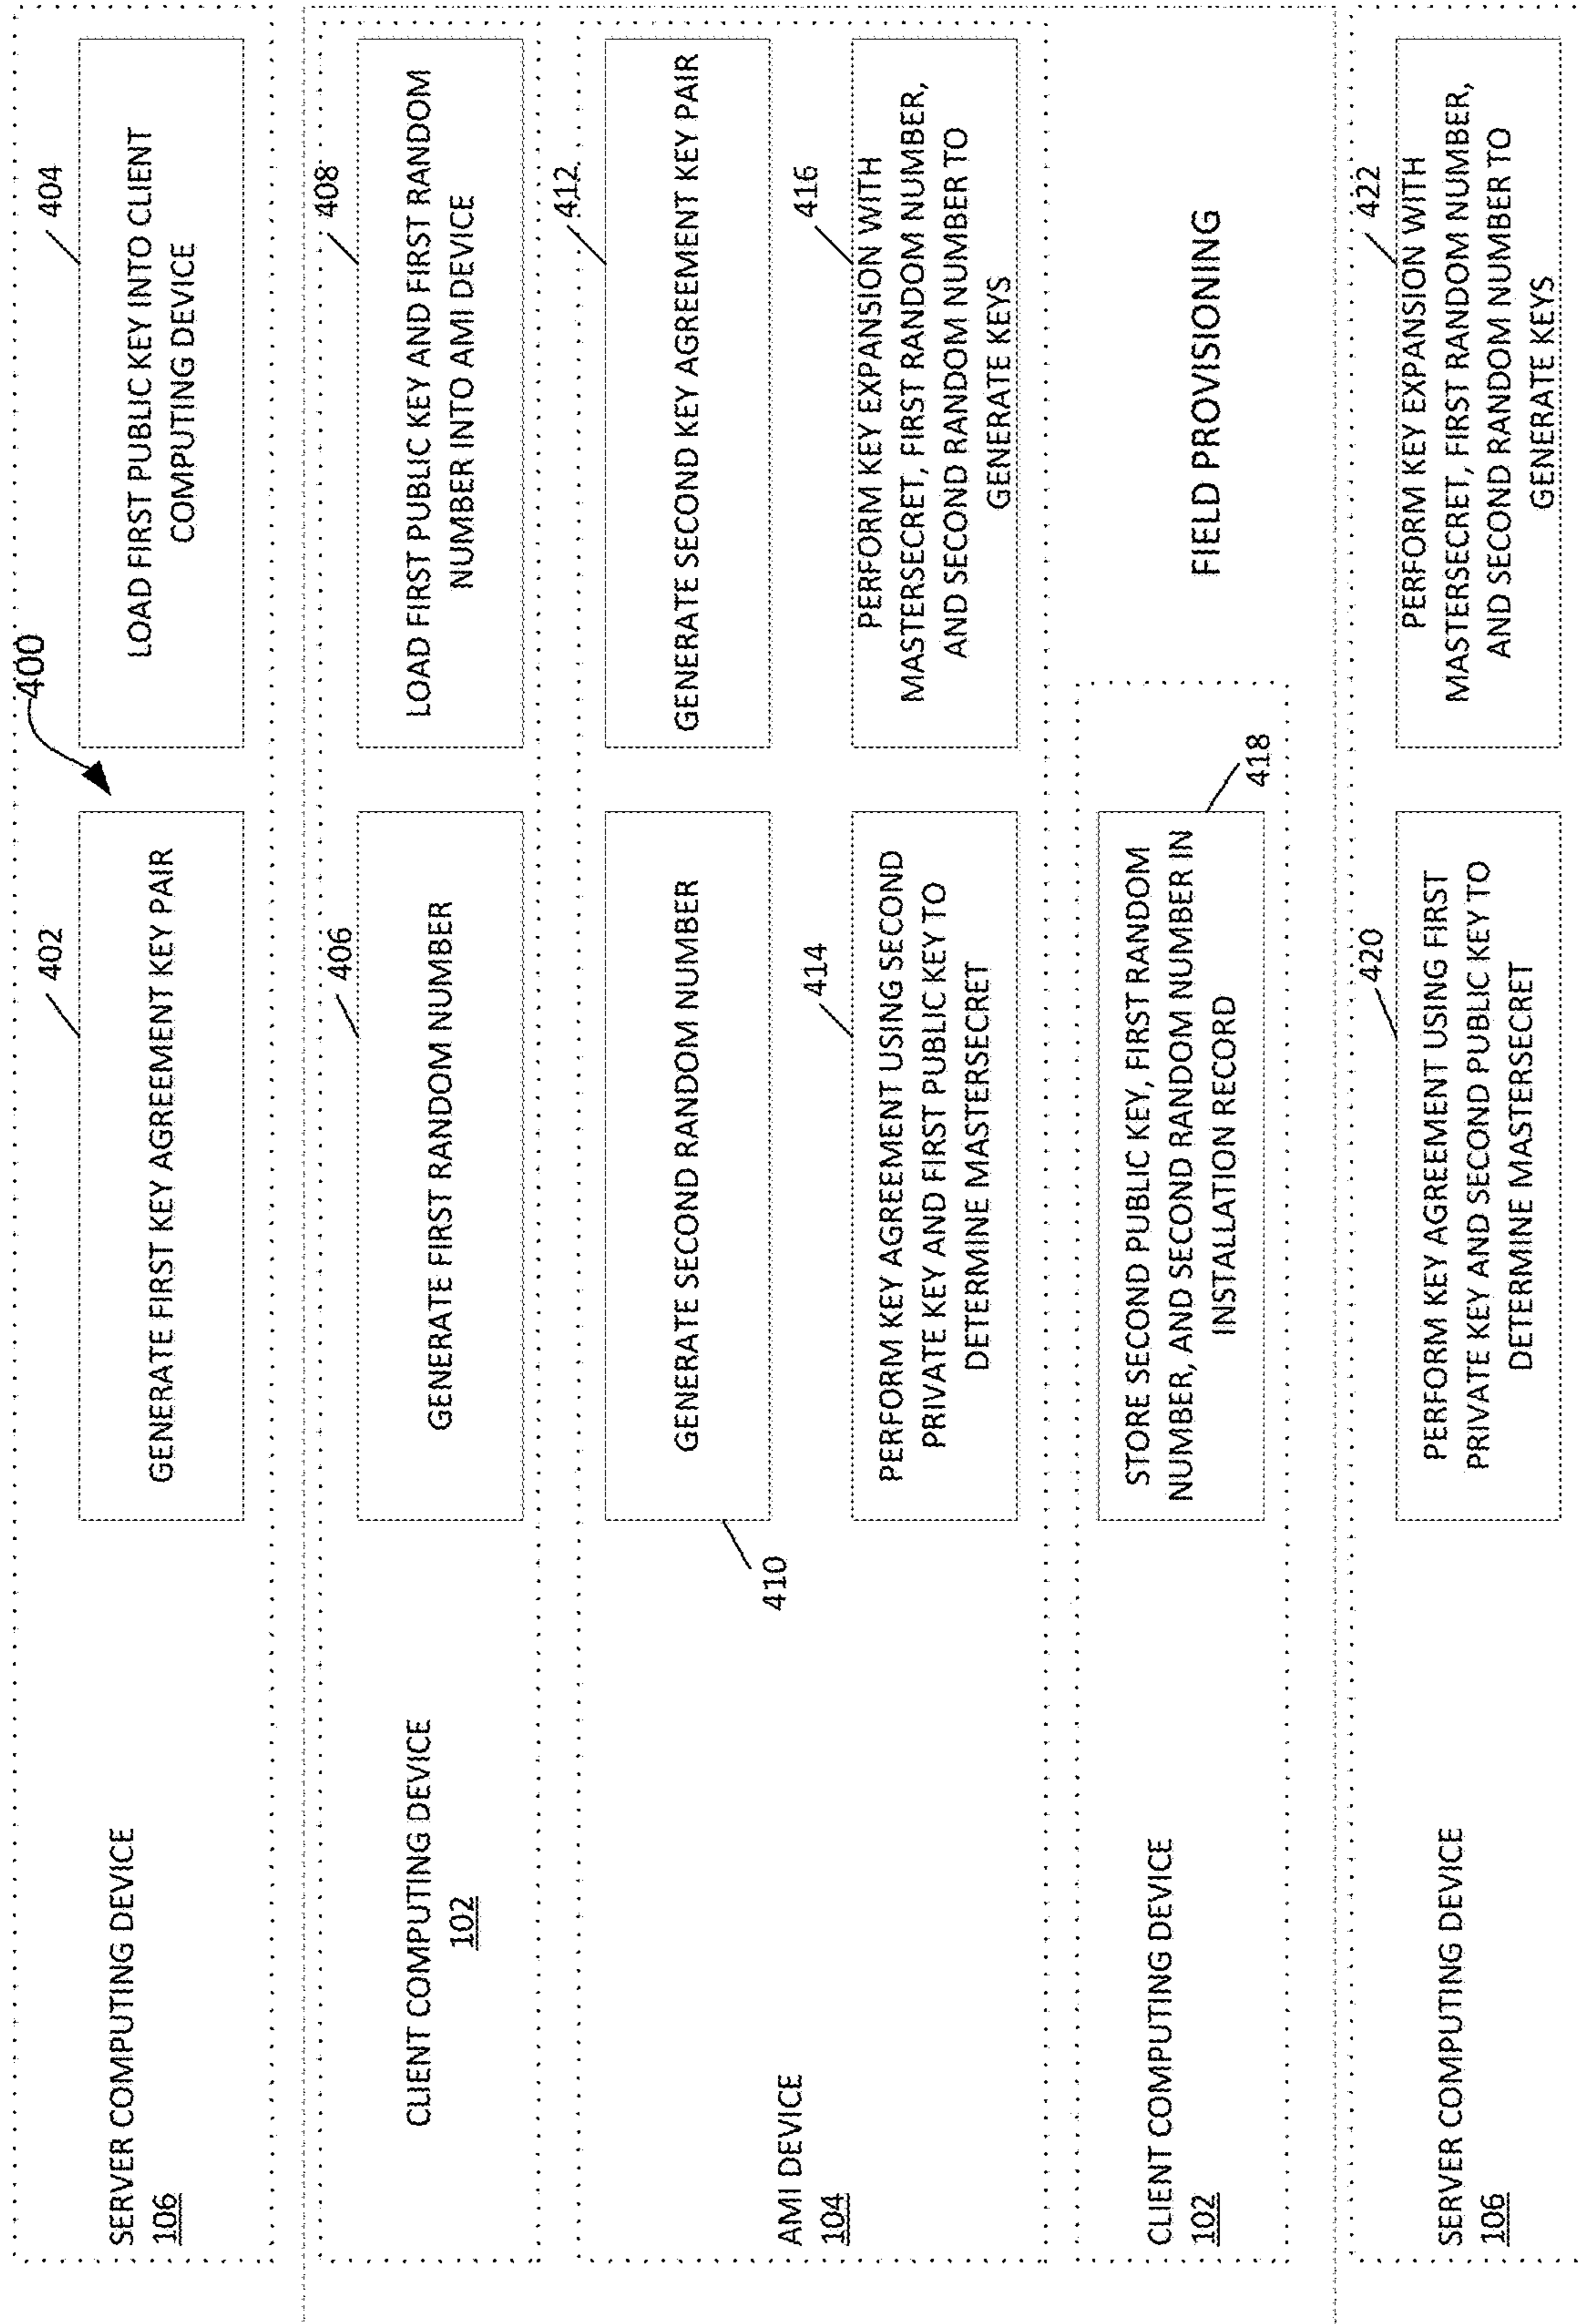 400
SERVER COMPUTING DEVICE
106
402
GENERATE FIRST KEY AGREEMENT KEY PAIR
404
LOAD FIRST PUBLIC KEY INTO CLIENT
COMPUTING DEVICE
CLIENT COMPUTING DEVICE
102
406
GENERATE FIRST RANDOM NUMBER
408
LOAD FIRST PUBLIC KEY AND FIRST RANDOM
NUMBER INTO AMI DEVICE
AMI DEVICE
104
410
GENERATE SECOND RANDOM NUMBER
412
GENERATE SECOND KEY AGREEMENT KEY PAIR
414
PERFORM KEY AGREEMENT USING SECOND
PRIVATE KEY AND FIRST PUBLIC KEY TO
DETERMINE MASTERSECRET
416
PERFORM KEY EXPANSION WITH
MASTERSECRET, FIRST RANDOM NUMBER,
AND SECOND RANDOM NUMBER TO
GENERATE KEYS
CLIENT COMPUTING DEVICE
102
STORE SECOND PUBLIC KEY, FIRST RANDOM
NUMBER, AND SECOND RANDOM NUMBER IN
INSTALLATION RECORD
418
FIELD PROVISIONING
SERVER COMPUTING DEVICE
106
420
PERFORM KEY AGREEMENT USING FIRST
PRIVATE KEY AND SECOND PUBLIC KEY TO
DETERMINE MASTERSECRET
422
PERFORM KEY EXPANSION WITH
MASTERSECRET, FIRST RANDOM NUMBER,
AND SECOND RANDOM NUMBER TO
GENERATE KEYS